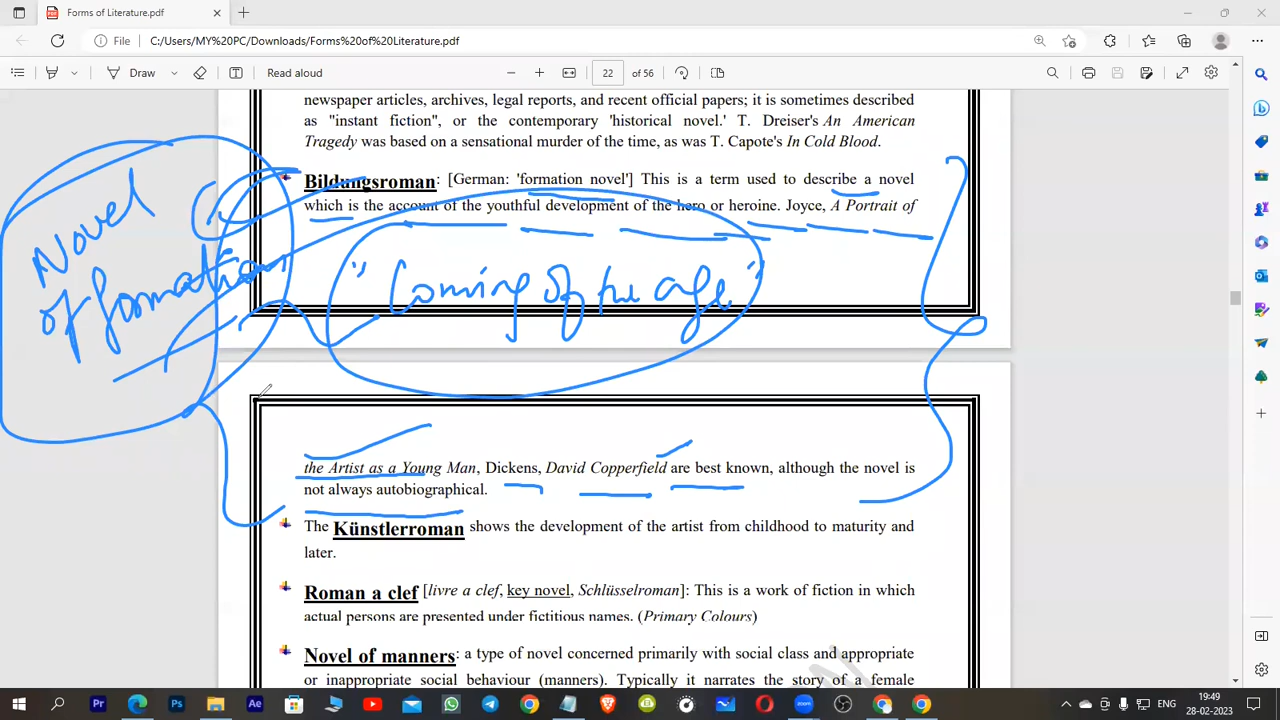 Forms of Literature.pdf
File C:/Users/MY%20PC/Downloads/Forms%20of%20Literature.pdf
Draw Read aloud 22 of 56
newspaper articles, archives, legal reports, and recent official papers; it is sometimes described
as "instant fiction", or the contemporary 'historical novel.' T. Dreiser's An American
Tragedy was based on a sensational murder of the time, as was T. Capote's In Cold Blood.
Bildungsroman: [German: 'formation novel'] This is a term used to describe a novel
which is the account of the youthful development of the hero or heroine. Joyce, A Portrait of
Novel
of formation
"Coming of the age"
the Artist as a Young Man, Dickens, David Copperfield are best known, although the novel is
not always autobiographical.
The Künstlerroman shows the development of the artist from childhood to maturity and
later.
Roman a clef [livre a clef, key novel, Schlüsselroman]: This is a work of fiction in which
actual persons are presented under fictitious names. (Primary Colours)
Novel of manners: a type of novel concerned primarily with social class and appropriate
or inappropriate social behaviour (manners). Typically it narrates the story of a female
Pr Ps Ae zoom ENG 19:49
28-02-2023